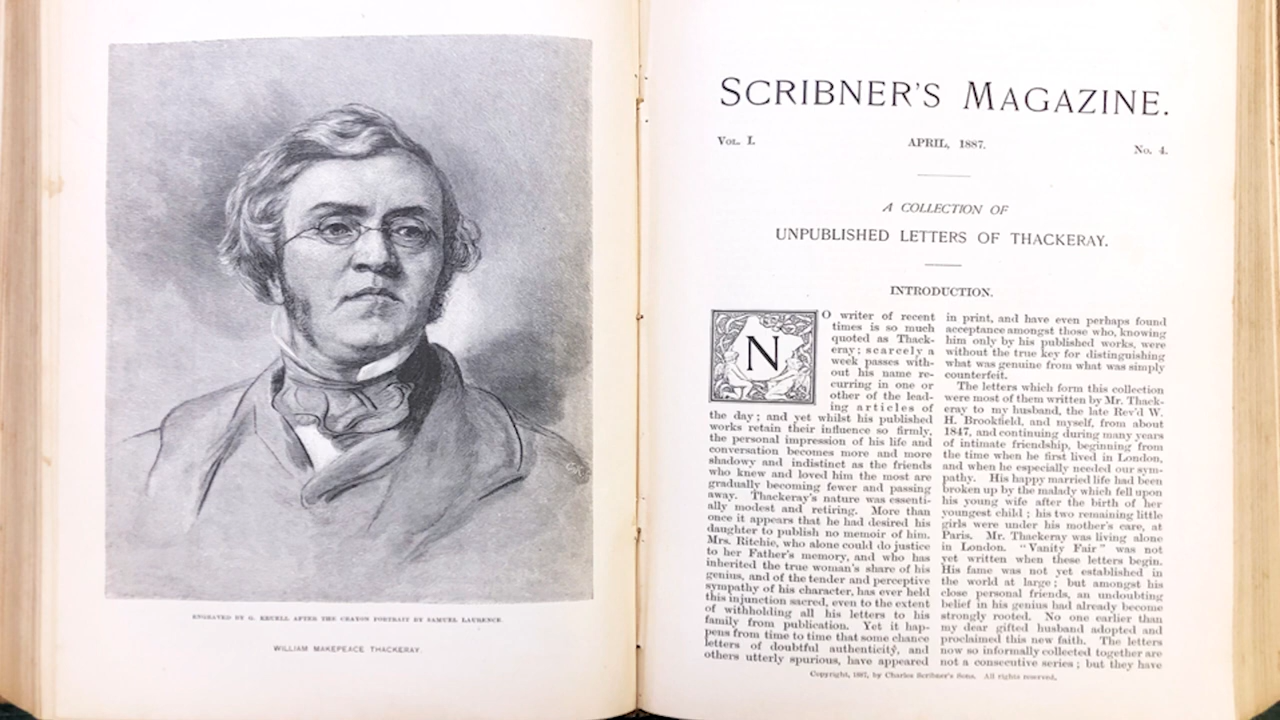 ENGRAVED BY G. KRUELL AFTER THE CRAYON PORTRAIT BY SAMUEL LAURENCE
WILLIAM MAKEPEACE THACKERAY.
SCRIBNER'S MAGAZINE.
VOL. I. APRIL, 1887. No. 4.
A COLLECTION OF
UNPUBLISHED LETTERS OF THACKERAY.
INTRODUCTION.
NO writer of recent
times is so much
quoted as Thack-
eray; scarcely a
week passes with-
out his name re-
curring in one or
other of the lead-
ing articles of
the day; and yet whilst his published
works retain their influence so firmly,
the personal impression of his life and
conversation becomes more and more
shadowy and indistinct as the friends
who knew and loved him the most are
gradually becoming fewer and passing
away. Thackeray's nature was essenti-
ally modest and retiring. More than
once it appears that he had desired his
daughter to publish no memoir of him.
Mrs. Ritchie, who alone could do justice
to her Father's memory, and who has
inherited the true woman's share of his
genius, and of the tender and perceptive
sympathy of his character, has ever held
this injunction sacred, even to the extent
of withholding all his letters to his
family from publication. Yet it hap-
pens from time to time that some chance
letters of doubtful authenticity, and
others utterly spurious, have appeared
in print, and have even perhaps found
acceptance amongst those who, knowing
him only by his published works, were
without the true key for distinguishing
what was genuine from what was simply
counterfeit.
The letters which form this collection
were most of them written by Mr. Thack-
eray to my husband, the late Rev'd W.
H. Brookfield, and myself, from about
1847, and continuing during many years
of intimate friendship, beginning from
the time when he first lived in London,
and when he especially needed our sym-
pathy. His happy married life had been
broken up by the malady which fell upon
his young wife after the birth of her
youngest child; his two remaining little
girls were under his mother's care, at
Paris. Mr. Thackeray was living alone
in London. "Vanity Fair" was not
yet written when these letters begin.
His fame was not yet established in
the world at large; but amongst his
close personal friends, an undoubting
belief in his genius had already become
strongly rooted. No one earlier than
my dear gifted husband adopted and
proclaimed this new faith. The letters
now so informally collected together are
not a consecutive series; but they have
Copyright, 1887, by Charles Scribner's Sons. All rights reserved.